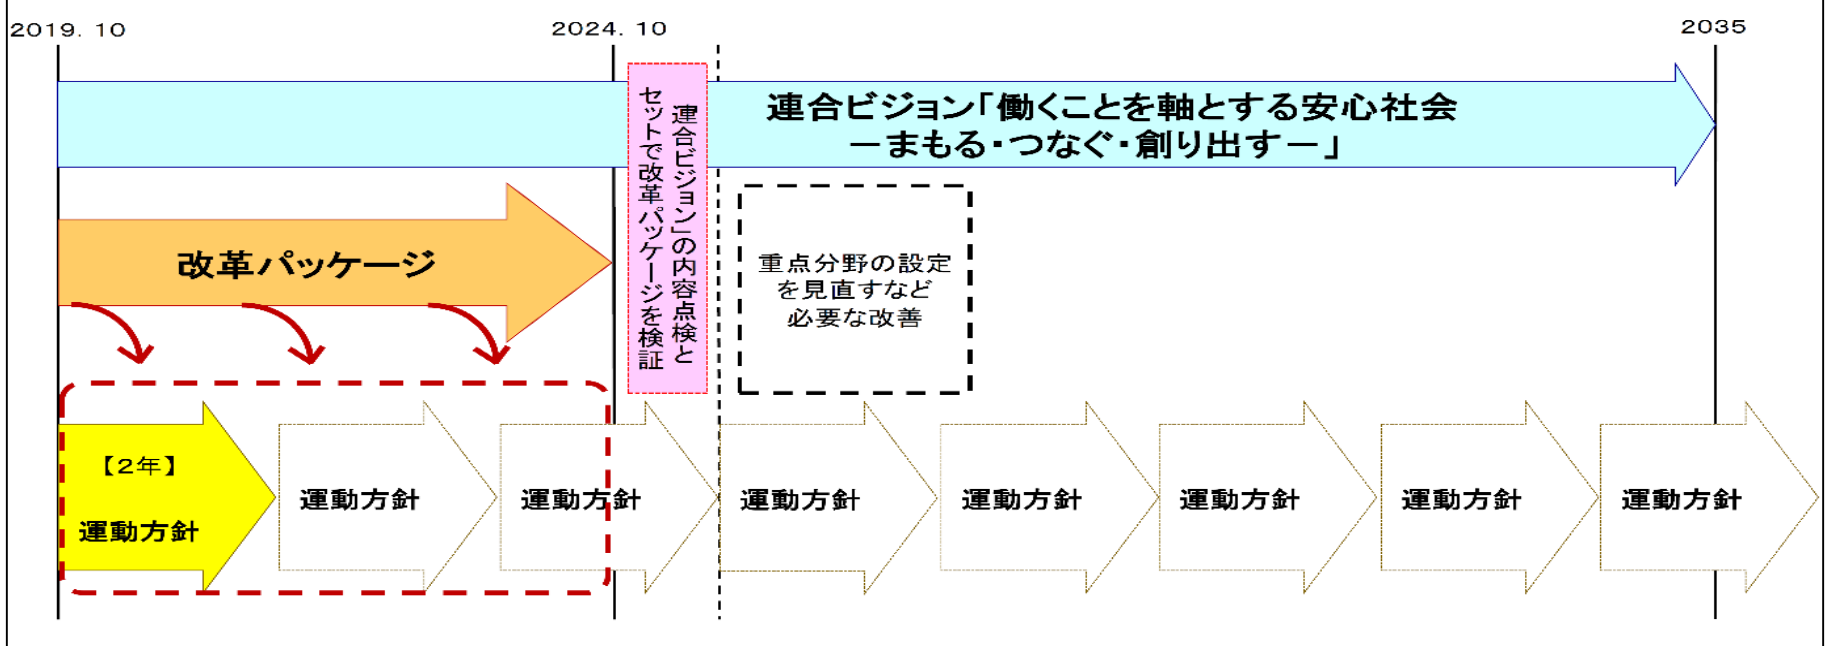 2019. 10
2024. 10
2035
連合ビジョン「働くことを軸とする安心社会
－まもる・つなぐ・創り出す－」
連合ビジョン」の内容点検と
セットで改革パッケージを検証
改革パッケージ
重点分野の設定
を見直すなど
必要な改善
【2年】
運動方針
運動方針
運動方針
運動方針
運動方針
運動方針
運動方針
運動方針